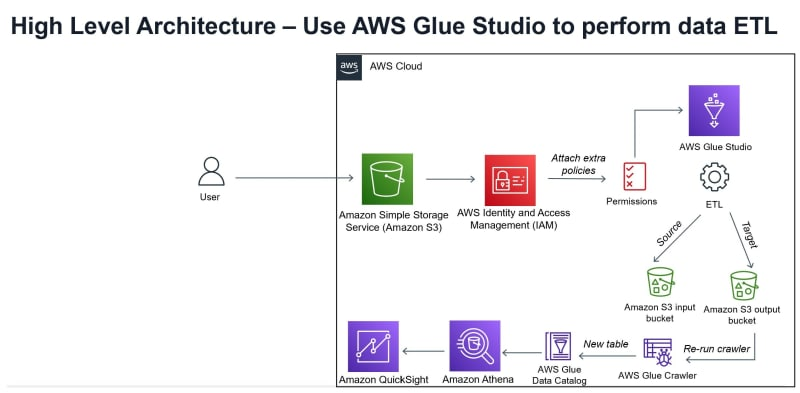 High Level Architecture – Use AWS Glue Studio to perform data ETL
aws
AWS Cloud
AWS Glue Studio
Attach extra
policies
User
Amazon Simple Storage
Service (Amazon S3)
AWS Identity and Access
Management (IAM)
Permissions
ETL
Source
Target
Amazon S3 input
bucket
Amazon S3 output
bucket
Re-run crawler
New table
AWS Glue Crawler
AWS Glue
Data Catalog
Amazon Athena
Amazon QuickSight